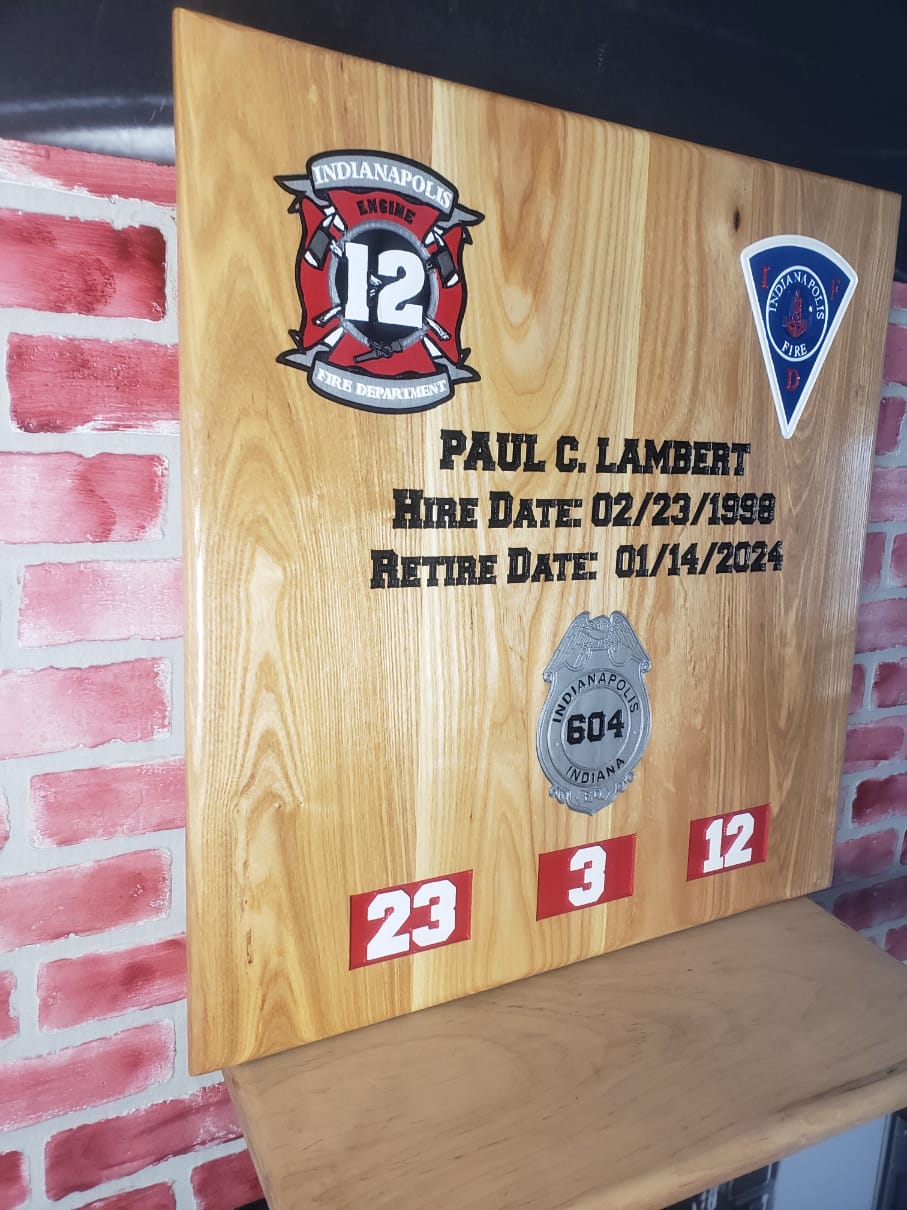 INDIANAPOLIS
ENGINE
12
FIRE DEPARTMENT
I F
INDIANAPOLIS
FIRE
D
PAUL C. LAMBERT
HIRE DATE: 02/23/1998
RETIRE DATE: 01/14/2024
INDIANAPOLIS
604
INDIANA
F.D.
23 3 12